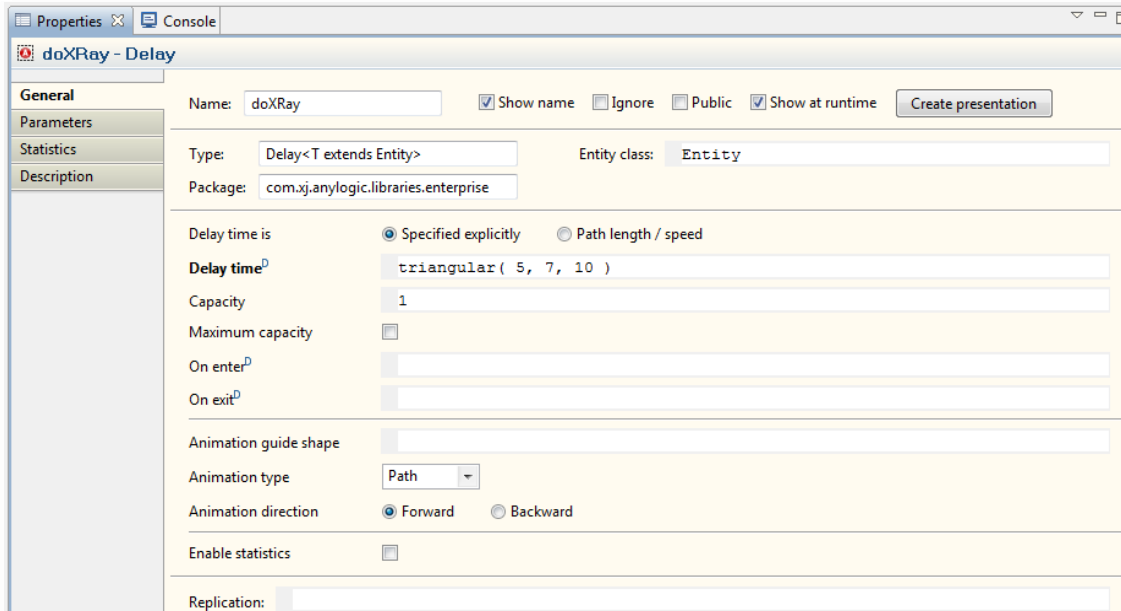 Properties Console
doXRay - Delay
General
Parameters
Statistics
Description
Name: doXRay Show name Ignore Public Show at runtime Create presentation
Type: Delay<T extends Entity> Entity class: Entity
Package: com.xj.anylogic.libraries.enterprise
Delay time is Specified explicitly Path length / speed
Delay timeD triangular( 5, 7, 10 )
Capacity 1
Maximum capacity
On enterD
On exitD
Animation guide shape
Animation type Path
Animation direction Forward Backward
Enable statistics
Replication: